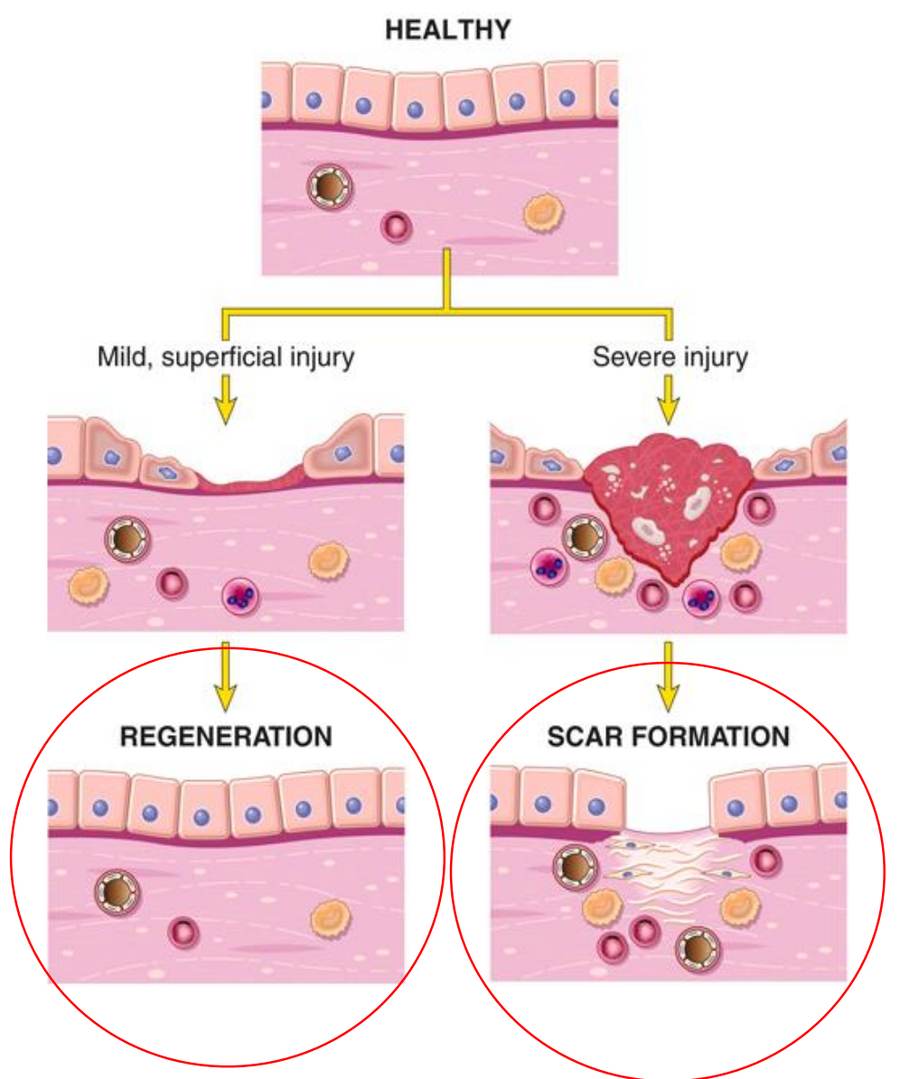 HEALTHY
Mild, superficial injury
Severe injury
REGENERATION
SCAR FORMATION